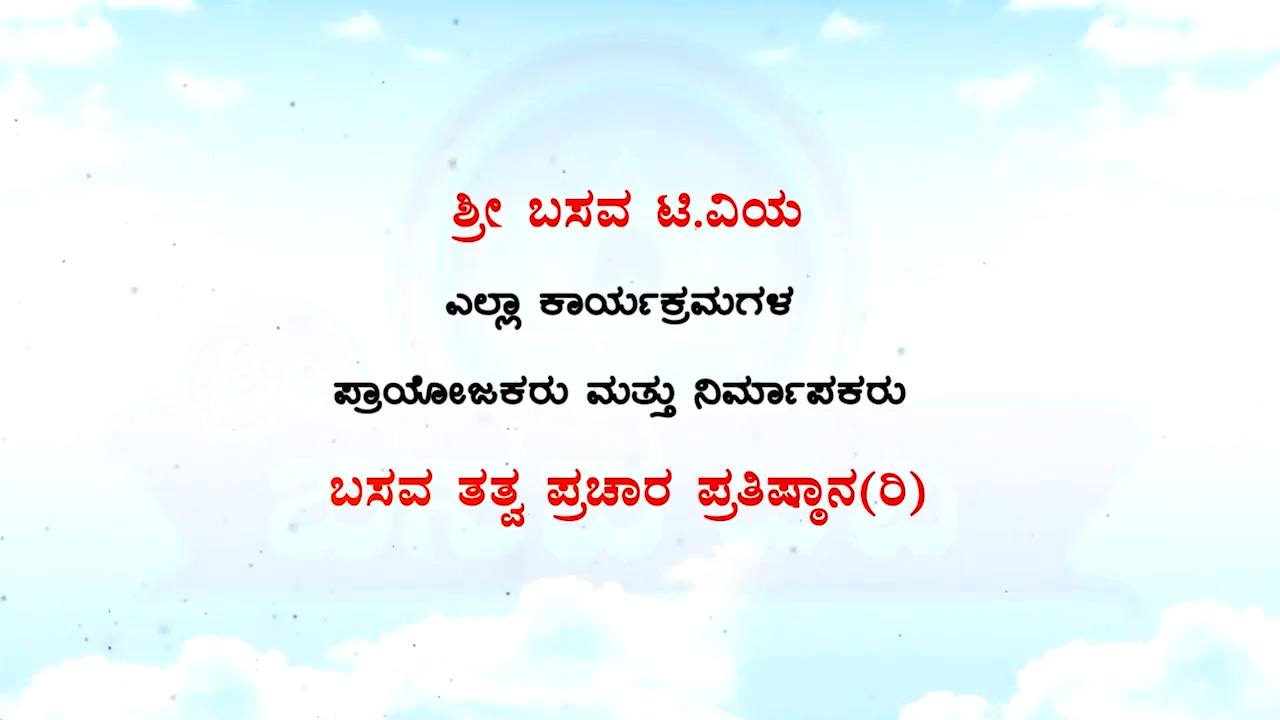 ಶ್ರೀ ಬಸವ ಟಿ.ವಿಯ
ಎಲ್ಲಾ ಕಾರ್ಯಕ್ರಮಗಳ
ಪ್ರಾಯೋಜಕರು ಮತ್ತು ನಿರ್ಮಾಪಕರು
ಬಸವ ತತ್ವ ಪ್ರಚಾರ ಪ್ರತಿಷ್ಠಾನ(ರಿ)